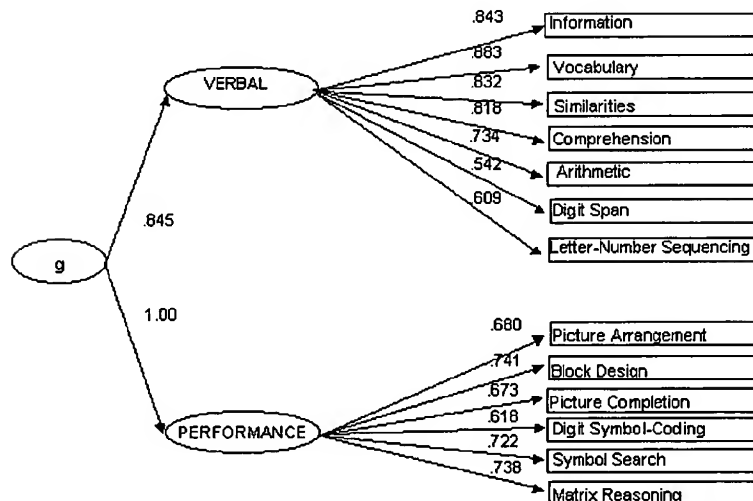 .843
Information
.883
Vocabulary
VERBAL
.832
Similarities
.818
Comprehension
.734
Arithmetic
.542
Digit Span
.609
Letter-Number Sequencing
.845
g
1.00
.680
Picture Arrangement
.741
Block Design
.673
Picture Completion
.618
Digit Symbol-Coding
PERFORMANCE
.722
Symbol Search
.738
Matrix Reasoning